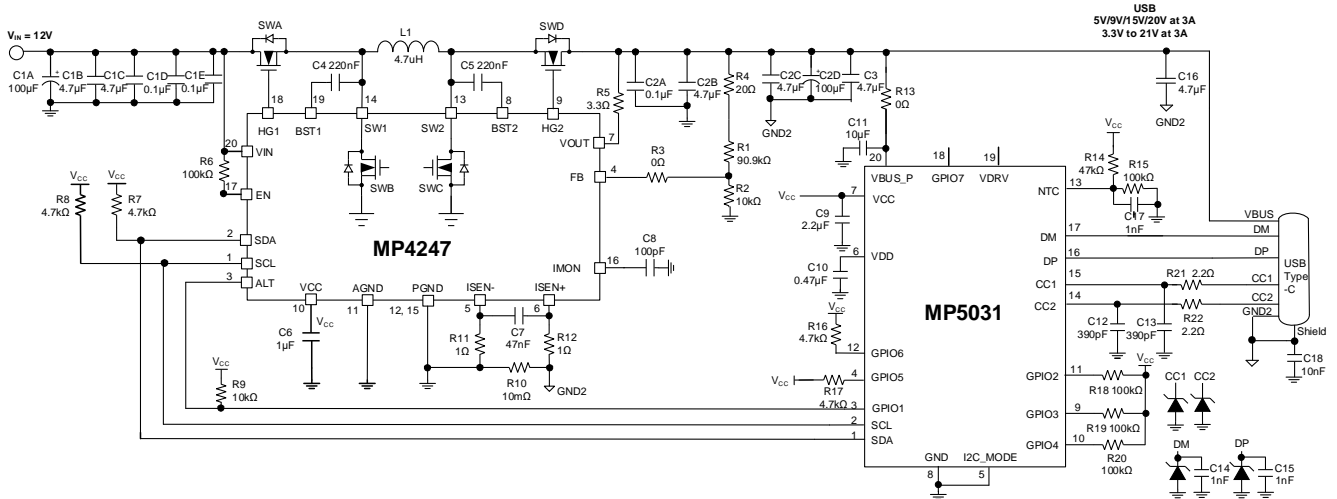 USB
5V/9V/15V/20V at 3A
3.3V to 21V at 3A
VIN = 12V
SWA
L1
4.7uH
SWD
C1A
100µF
+
C1B
4.7µF
C1C
4.7µF
C1D
0.1µF
C1E
0.1µF
C4 220nF
C5 220nF
R5
3.3Ω
C2A
0.1µF
C2B
4.7µF
R4
20Ω
C2C
4.7µF
C2D
100µF
+
C3
4.7µF
GND2
R13
0Ω
C16
4.7µF
GND2
18
19
14
13
8
9
HG1
BST1
SW1
SW2
BST2
HG2
20
VIN
R6
100kΩ
17
EN
SWB
SWC
VOUT
7
FB
4
R3
0Ω
R1
90.9kΩ
R2
10kΩ
VCC
R8
4.7kΩ
VCC
R7
4.7kΩ
2
SDA
1
SCL
3
ALT
MP4247
IMON
16
C8
100pF
VCC
10
AGND
11
PGND
12, 15
ISEN-
5
ISEN+
6
VCC
C6
1µF
C7
47nF
R11
1Ω
R12
1Ω
R10
10mΩ
GND2
VCC
R9
10kΩ
C11
10µF
20
VBUS_P
18
GPIO7
19
VDRV
VCC
7
VCC
C9
2.2µF
6
VDD
C10
0.47µF
VCC
R16
4.7kΩ
12
GPIO6
VCC
4
GPIO5
R17
4.7kΩ
3
GPIO1
2
SCL
1
SDA
MP5031
GND
8
I2C_MODE
5
VCC
R14
47kΩ
R15
100kΩ
NTC
13
C17
1nF
DM
17
DP
16
CC1
15
R21 2.2Ω
CC2
14
R22
2.2Ω
C12
390pF
C13
390pF
VBUS
DM
DP
CC1
CC2
GND2
USB
Type
-C
Shield
C18
10nF
VCC
GPIO2
11
R18 100kΩ
GPIO3
9
R19 100kΩ
GPIO4
10
R20
100kΩ
CC1
CC2
DM
C14
1nF
DP
C15
1nF